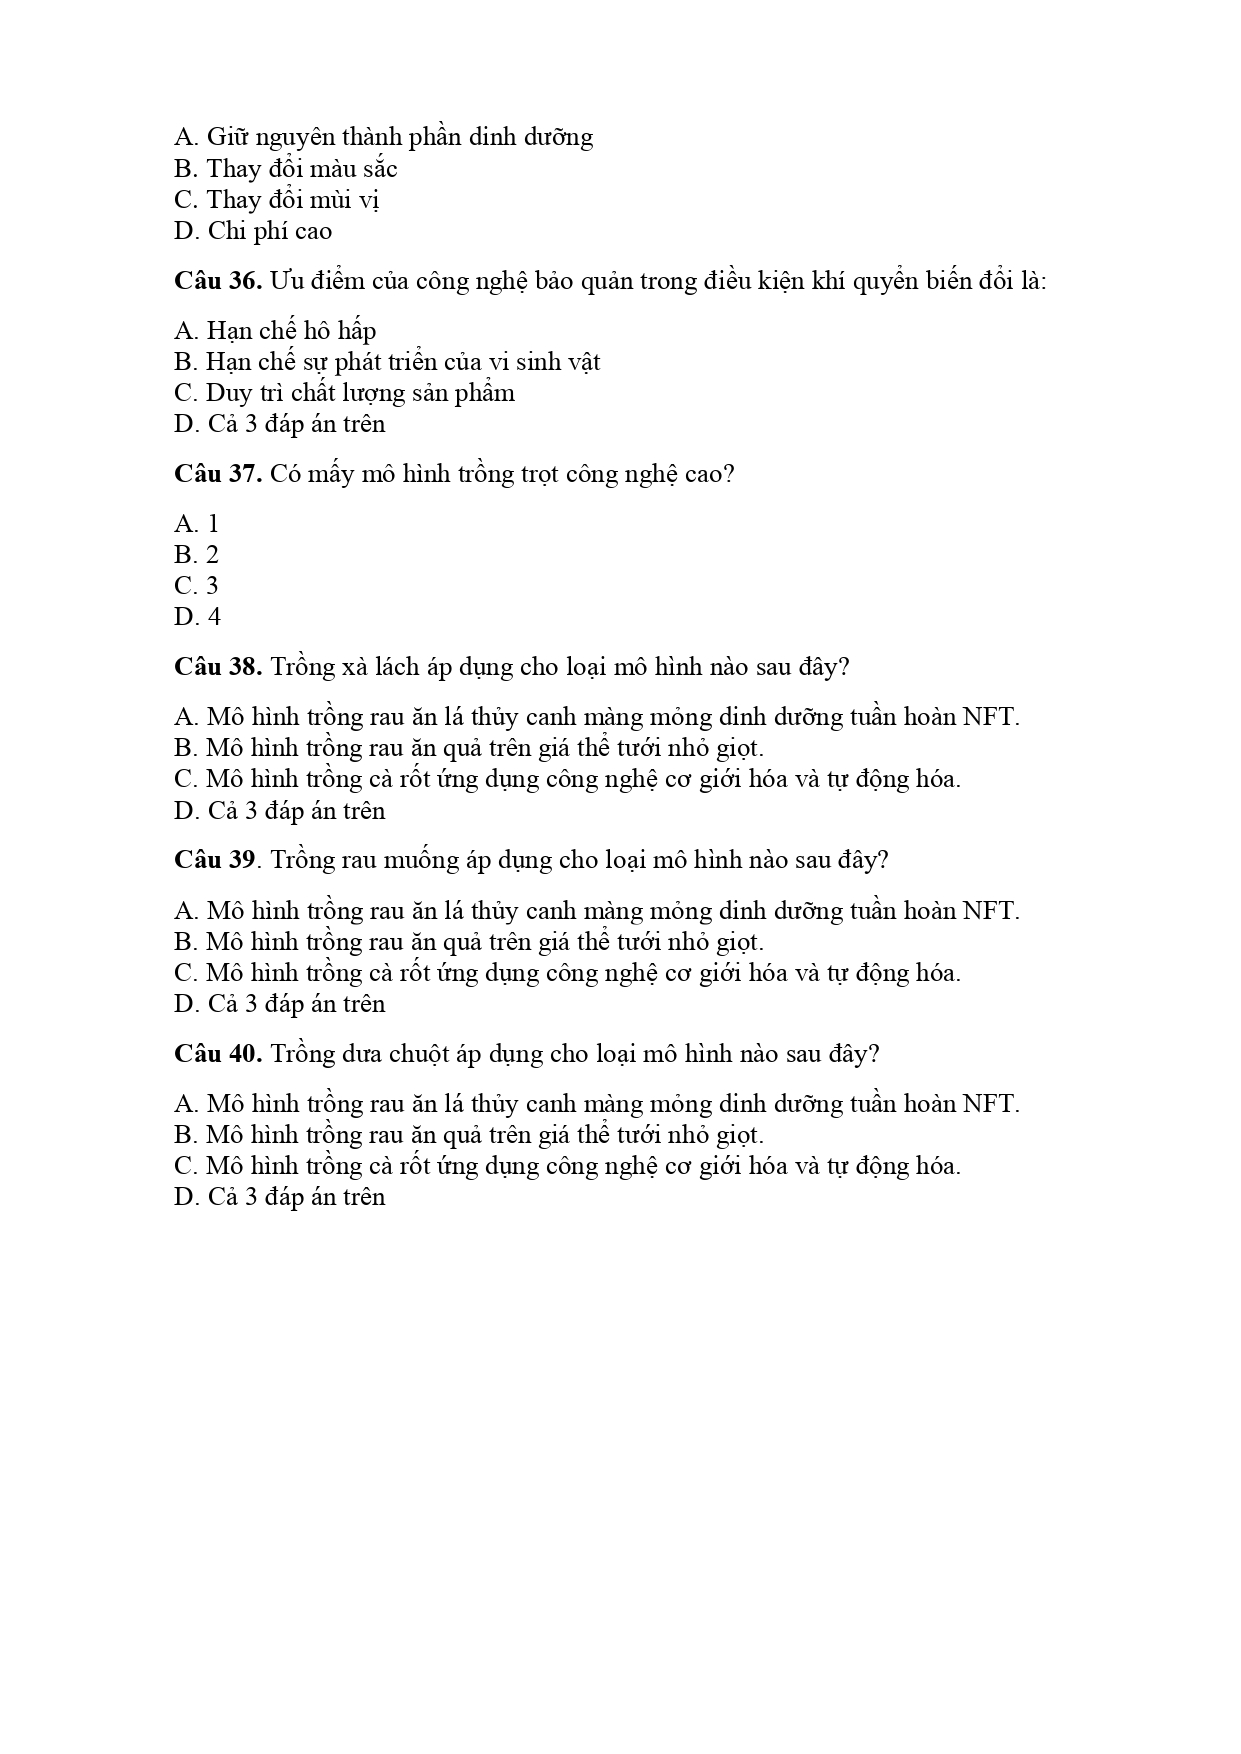 A. Giữ nguyên thành phần dinh dưỡng
B. Thay đổi màu sắc
C. Thay đổi mùi vị
D. Chi phí cao
Câu 36. Ưu điểm của công nghệ bảo quản trong điều kiện khí quyển biến đổi là:
A. Hạn chế hô hấp
B. Hạn chế sự phát triển của vi sinh vật
C. Duy trì chất lượng sản phẩm
D. Cả 3 đáp án trên
Câu 37. Có mấy mô hình trồng trọt công nghệ cao?
A. 1
B. 2
C. 3
D. 4
Câu 38. Trồng xà lách áp dụng cho loại mô hình nào sau đây?
A. Mô hình trồng rau ăn lá thủy canh màng mỏng dinh dưỡng tuần hoàn NFT.
B. Mô hình trồng rau ăn quả trên giá thể tưới nhỏ giọt.
C. Mô hình trồng cà rốt ứng dụng công nghệ cơ giới hóa và tự động hóa.
D. Cả 3 đáp án trên
Câu 39. Trồng rau muống áp dụng cho loại mô hình nào sau đây?
A. Mô hình trồng rau ăn lá thủy canh màng mỏng dinh dưỡng tuần hoàn NFT.
B. Mô hình trồng rau ăn quả trên giá thể tưới nhỏ giọt.
C. Mô hình trồng cà rốt ứng dụng công nghệ cơ giới hóa và tự động hóa.
D. Cả 3 đáp án trên
Câu 40. Trồng dưa chuột áp dụng cho loại mô hình nào sau đây?
A. Mô hình trồng rau ăn lá thủy canh màng mỏng dinh dưỡng tuần hoàn NFT.
B. Mô hình trồng rau ăn quả trên giá thể tưới nhỏ giọt.
C. Mô hình trồng cà rốt ứng dụng công nghệ cơ giới hóa và tự động hóa.
D. Cả 3 đáp án trên